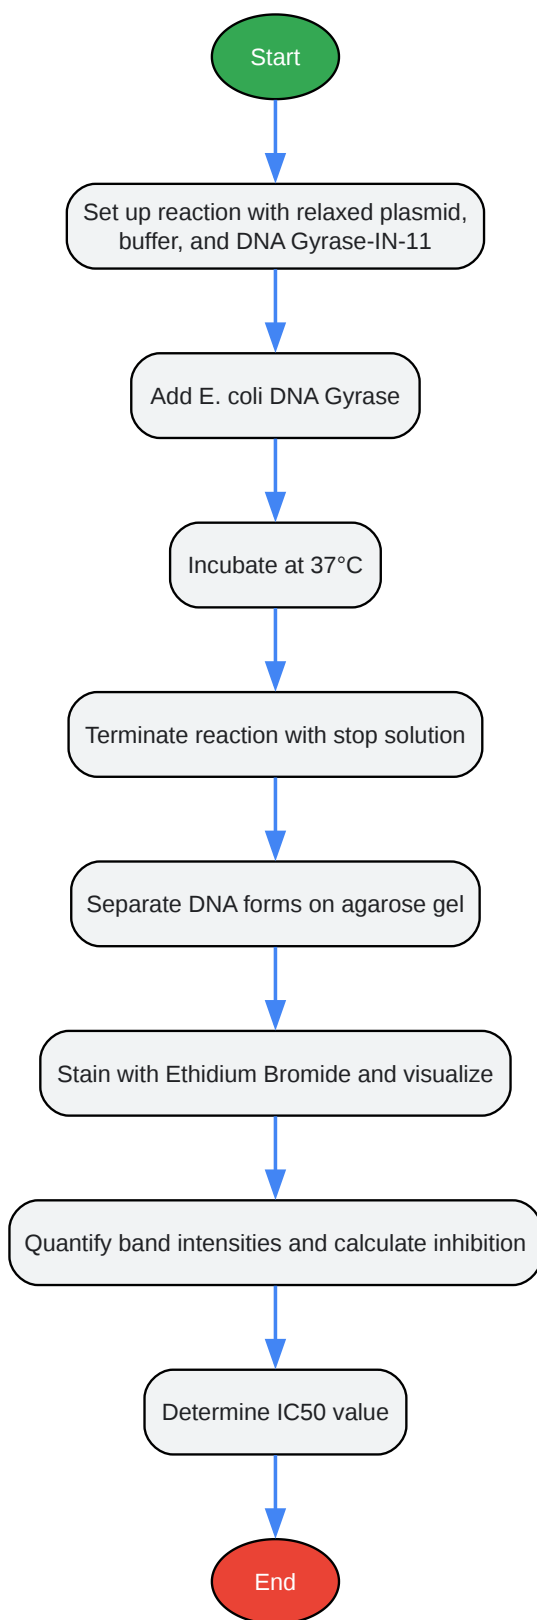 Start
Set up reaction with relaxed plasmid,
buffer, and DNA Gyrase-IN-11
Add E. coli DNA Gyrase
Incubate at 37°C
Terminate reaction with stop solution
Separate DNA forms on agarose gel
Stain with Ethidium Bromide and visualize
Quantify band intensities and calculate inhibition
Determine IC50 value
End